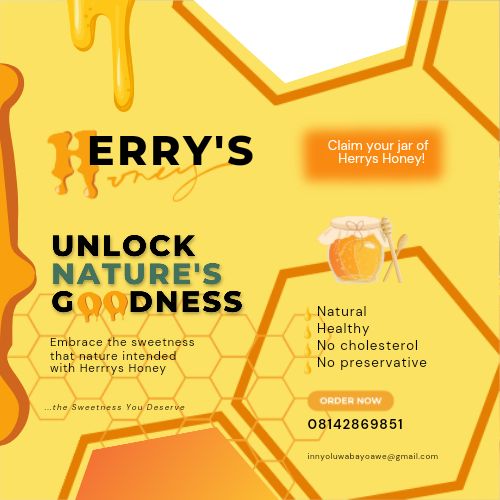 HERRY'S
Honey
Claim your jar of
Herrys Honey!
UNLOCK
NATURE'S
GOODNESS
Embrace the sweetness
that nature intended
with Herrrys Honey
...the Sweetness You Deserve
Natural
Healthy
No cholesterol
No preservative
ORDER NOW
08142869851
innyoluwabayoawe@gmail.com